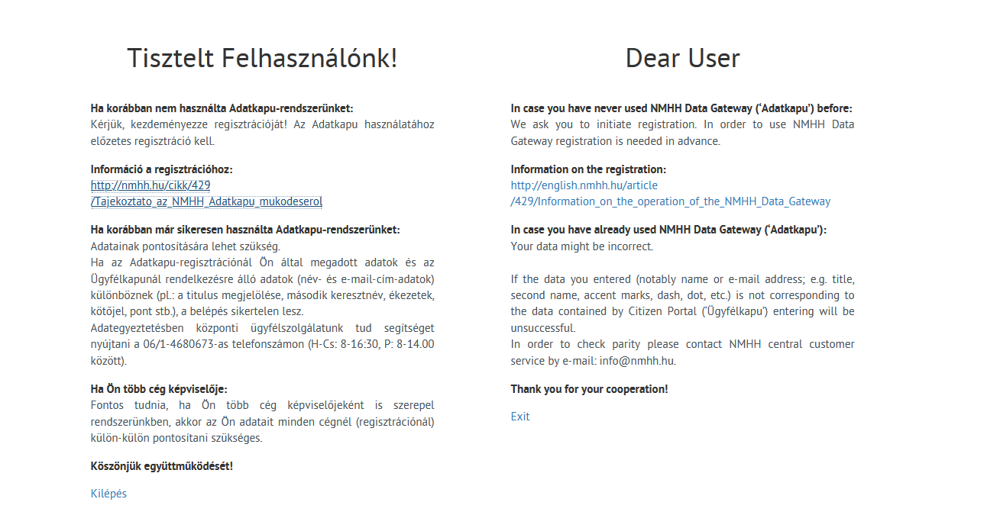 Tisztelt Felhasználónk!
Ha korábban nem használta Adatkapu-rendszerünket:
Kérjük, kezdeményezze regisztrációját! Az Adatkapu használatához
előzetes regisztráció kell.
Információ a regisztrációhoz:
http://nmhh.hu/cikk/429
/Tajekoztato_az_NMHH_Adatkapu_mukodeserol
Ha korábban már sikeresen használta Adatkapu-rendszerünket:
Adatainak pontosítására lehet szükség.
Ha az Adatkapu-regisztrációnál Ön által megadott adatok és az
Ügyfélkapunál rendelkezésre álló adatok (név- és e-mail-cím-adatok)
különböznek (pl.: a titulus megjelölése, második keresztnév, ékezetek,
kötőjel, pont stb.), a belépés sikertelen lesz.
Adategyeztetésben központi ügyfélszolgálatunk tud segítséget
nyújtani a 06/1-4680673-as telefonszámon (H-Cs: 8-16:30, P: 8-14.00
között).
Ha Ön több cég képviselője:
Fontos tudnia, ha Ön több cég képviselőjeként is szerepel
rendszerünkben, akkor az Ön adatait minden cégnél (regisztrációnál)
külön-külön pontosítani szükséges.
Köszönjük együttműködését!
Kilépés
Dear User
In case you have never used NMHH Data Gateway (‘Adatkapu’) before:
We ask you to initiate registration. In order to use NMHH Data
Gateway registration is needed in advance.
Information on the registration:
http://english.nmhh.hu/article
/429/Information_on_the_operation_of_the_NMHH_Data_Gateway
In case you have already used NMHH Data Gateway (‘Adatkapu’):
Your data might be incorrect.
If the data you entered (notably name or e-mail address; e.g. title,
second name, accent marks, dash, dot, etc.) is not corresponding to
the data contained by Citizen Portal (‘Ügyfélkapu’) entering will be
unsuccessful.
In order to check parity please contact NMHH central customer
service by e-mail: info@nmhh.hu.
Thank you for your cooperation!
Exit